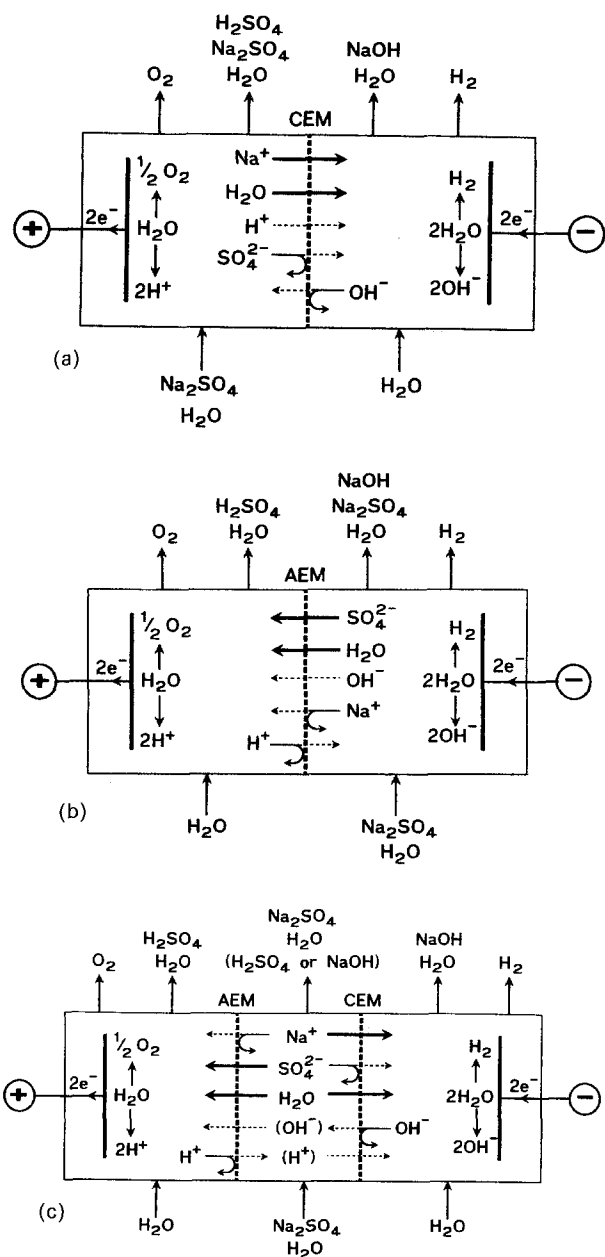 H₂SO₄
Na₂SO₄
O₂ H₂O NaOH H₂O H₂
CEM
½ O₂ Na⁺ H₂
H₂O
2e⁻ H₂O H⁺ 2H₂O 2e⁻
+ −
SO₄²⁻
2H⁺ OH⁻ 2OH⁻
(a)
Na₂SO₄ H₂O
H₂O
NaOH
H₂SO₄ Na₂SO₄
O₂ H₂O H₂O H₂
AEM
½ O₂ SO₄²⁻ H₂
H₂O
2e⁻ H₂O OH⁻ 2H₂O 2e⁻
+ −
Na⁺
2H⁺ H⁺ 2OH⁻
(b)
H₂O Na₂SO₄
H₂O
Na₂SO₄
H₂SO₄ H₂O NaOH
O₂ H₂O (H₂SO₄ or NaOH) H₂O H₂
AEM CEM
½ O₂ Na⁺ H₂
SO₄²⁻
2e⁻ H₂O H₂O 2H₂O 2e⁻
+ −
(OH⁻) OH⁻
2H⁺ H⁺ (H⁺) 2OH⁻
(c)
H₂O Na₂SO₄ H₂O
H₂O